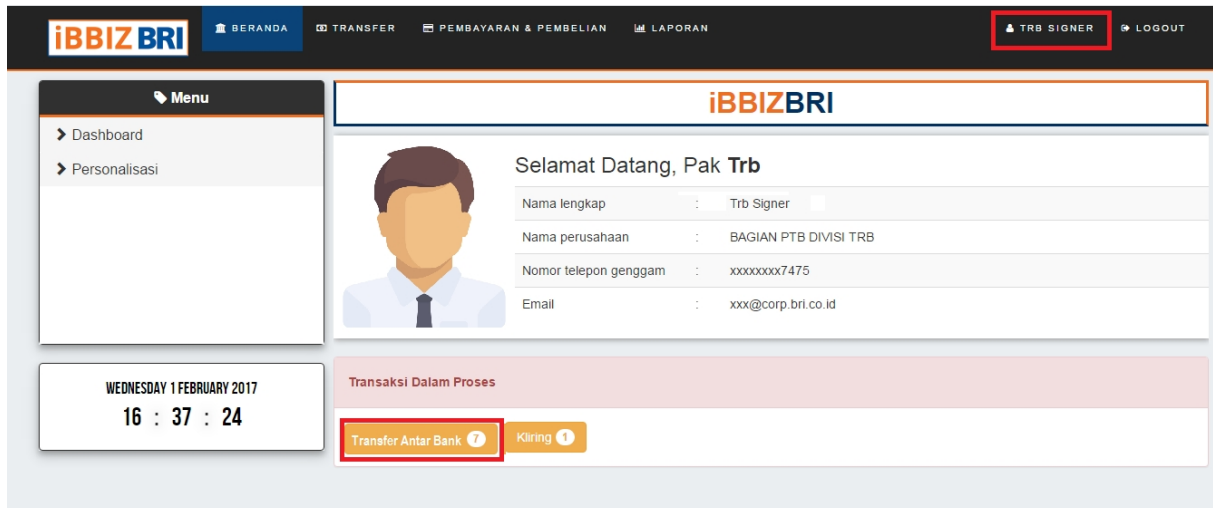 iBBIZ BRI BERANDA TRANSFER PEMBAYARAN & PEMBELIAN LAPORAN TRB SIGNER LOGOUT
Menu
Dashboard
Personalisasi
iBBIZBRI
Selamat Datang, Pak Trb
Nama lengkap : Trb Signer
Nama perusahaan : BAGIAN PTB DIVISI TRB
Nomor telepon genggam : xxxxxxxx7475
Email : xxx@corp.bri.co.id
WEDNESDAY 1 FEBRUARY 2017
16 : 37 : 24
Transaksi Dalam Proses
Transfer Antar Bank 7 Kliring 1